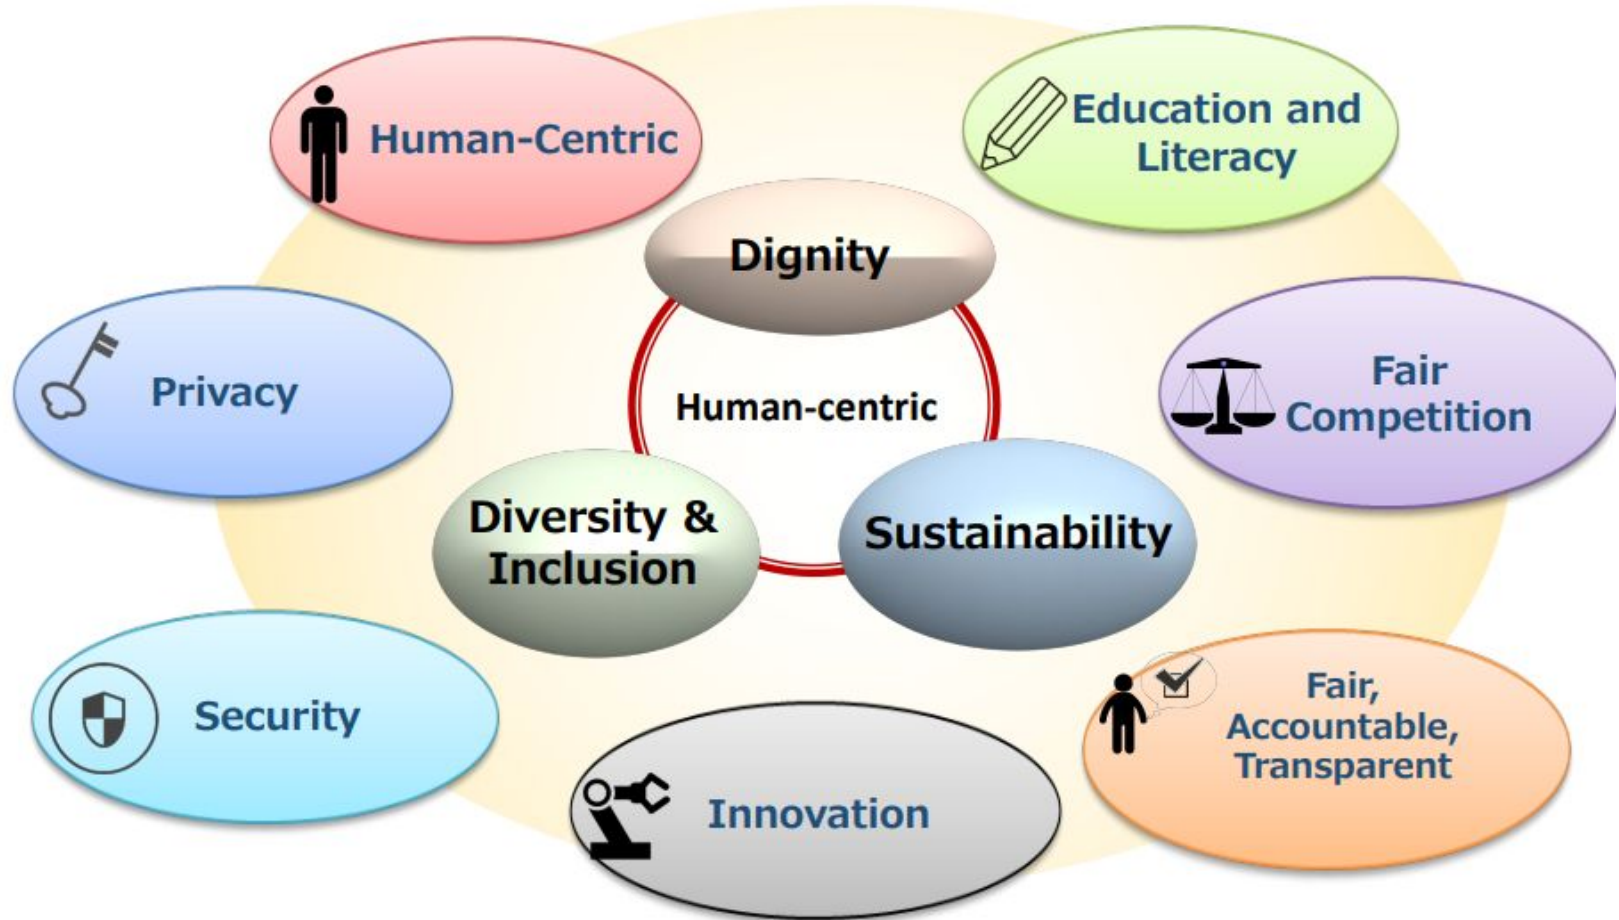 Human-Centric
Education and
Literacy
Dignity
Privacy
Fair
Competition
Human-centric
Diversity &
Inclusion
Sustainability
Security
Fair,
Accountable,
Transparent
Innovation